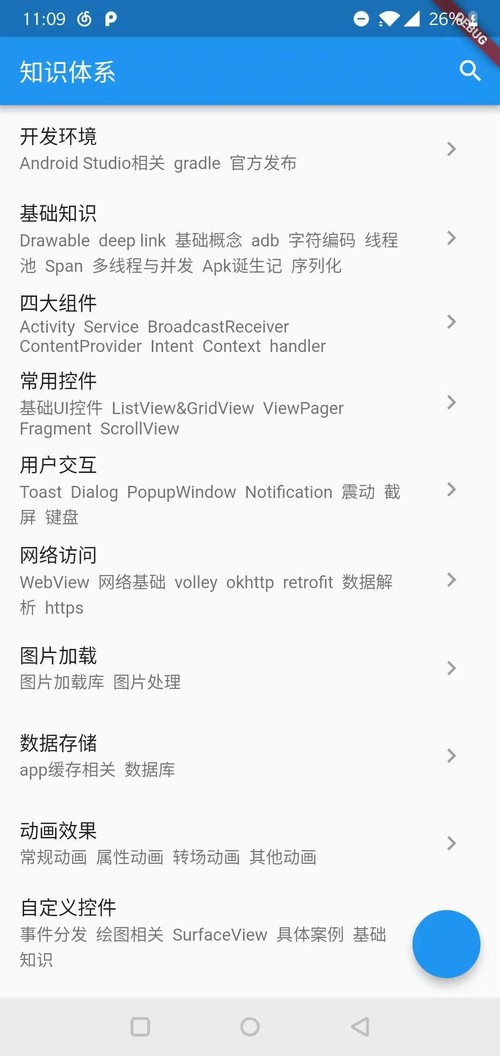 11:09
26%
DEBUG
知识体系
开发环境
Android Studio相关 gradle 官方发布
基础知识
Drawable deep link 基础概念 adb 字符编码 线程
池 Span 多线程与并发 Apk诞生记 序列化
四大组件
Activity Service BroadcastReceiver
ContentProvider Intent Context handler
常用控件
基础UI控件 ListView&GridView ViewPager
Fragment ScrollView
用户交互
Toast Dialog PopupWindow Notification 震动 截
屏 键盘
网络访问
WebView 网络基础 volley okhttp retrofit 数据解
析 https
图片加载
图片加载库 图片处理
数据存储
app缓存相关 数据库
动画效果
常规动画 属性动画 转场动画 其他动画
自定义控件
事件分发 绘图相关 SurfaceView 具体案例 基础
知识